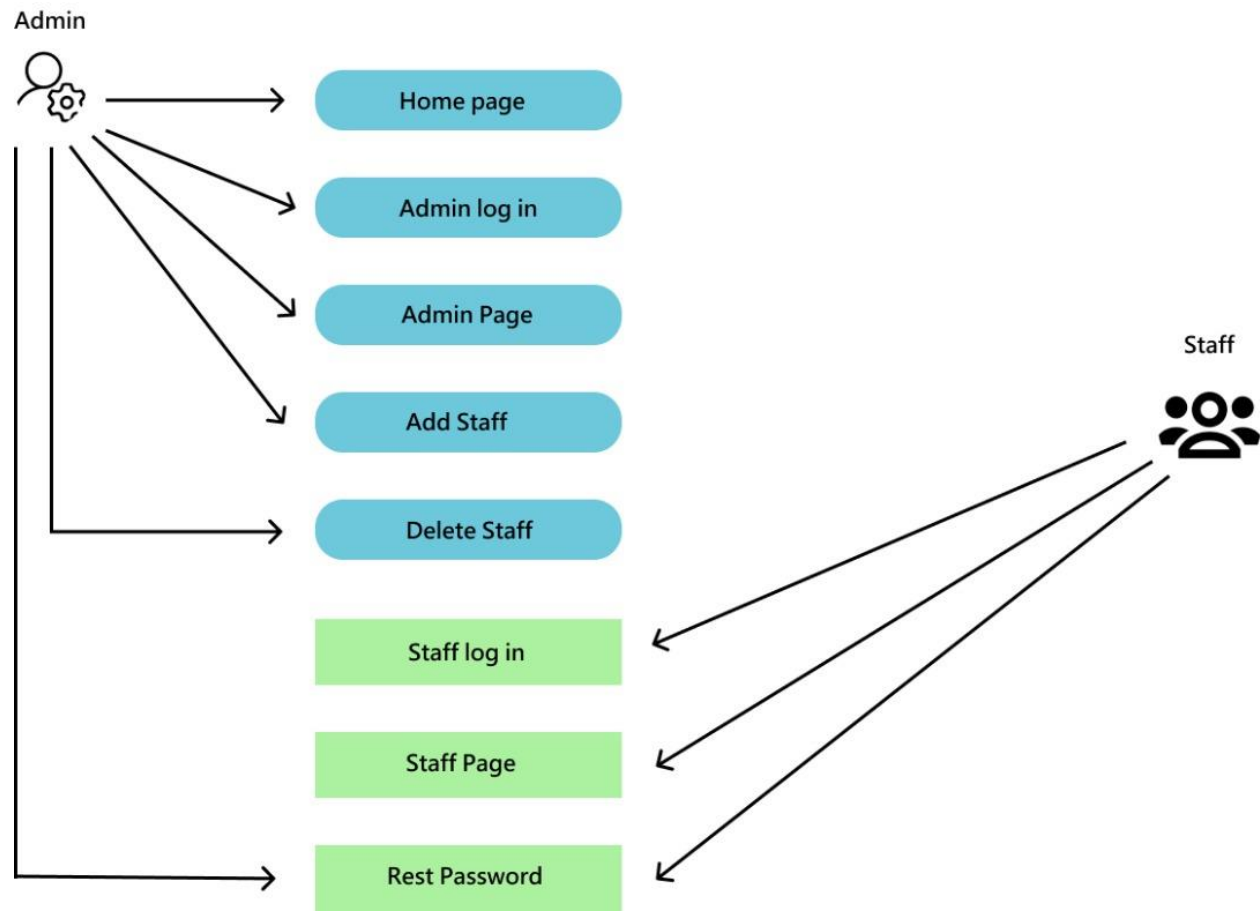 Admin
Home page
Admin log in
Admin Page
Staff
Add Staff
Delete Staff
Staff log in
Staff Page
Rest Password